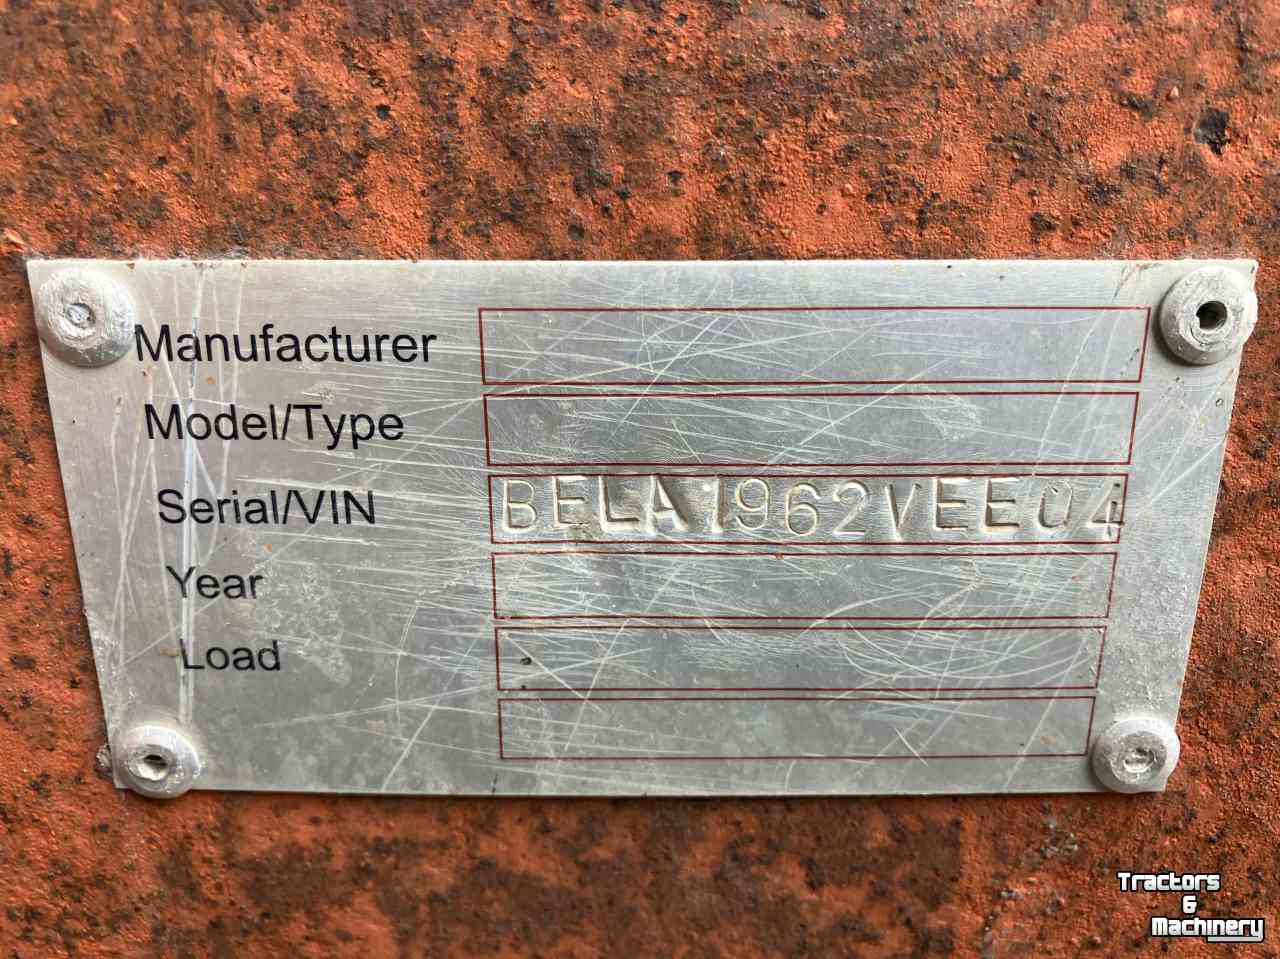 Manufacturer
Model/Type
Serial/VIN BELA1962VEE04
Year
Load
Tractors
&
Machinery